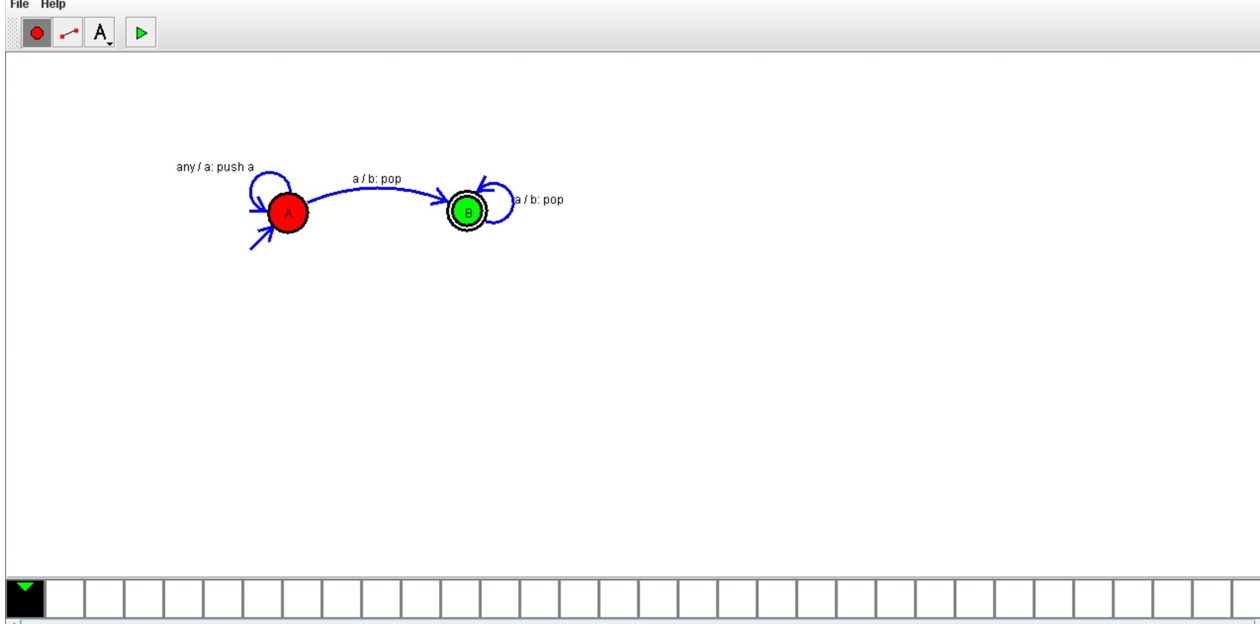 File Help
A
any / a: push a
a / b: pop
A
B
a / b: pop